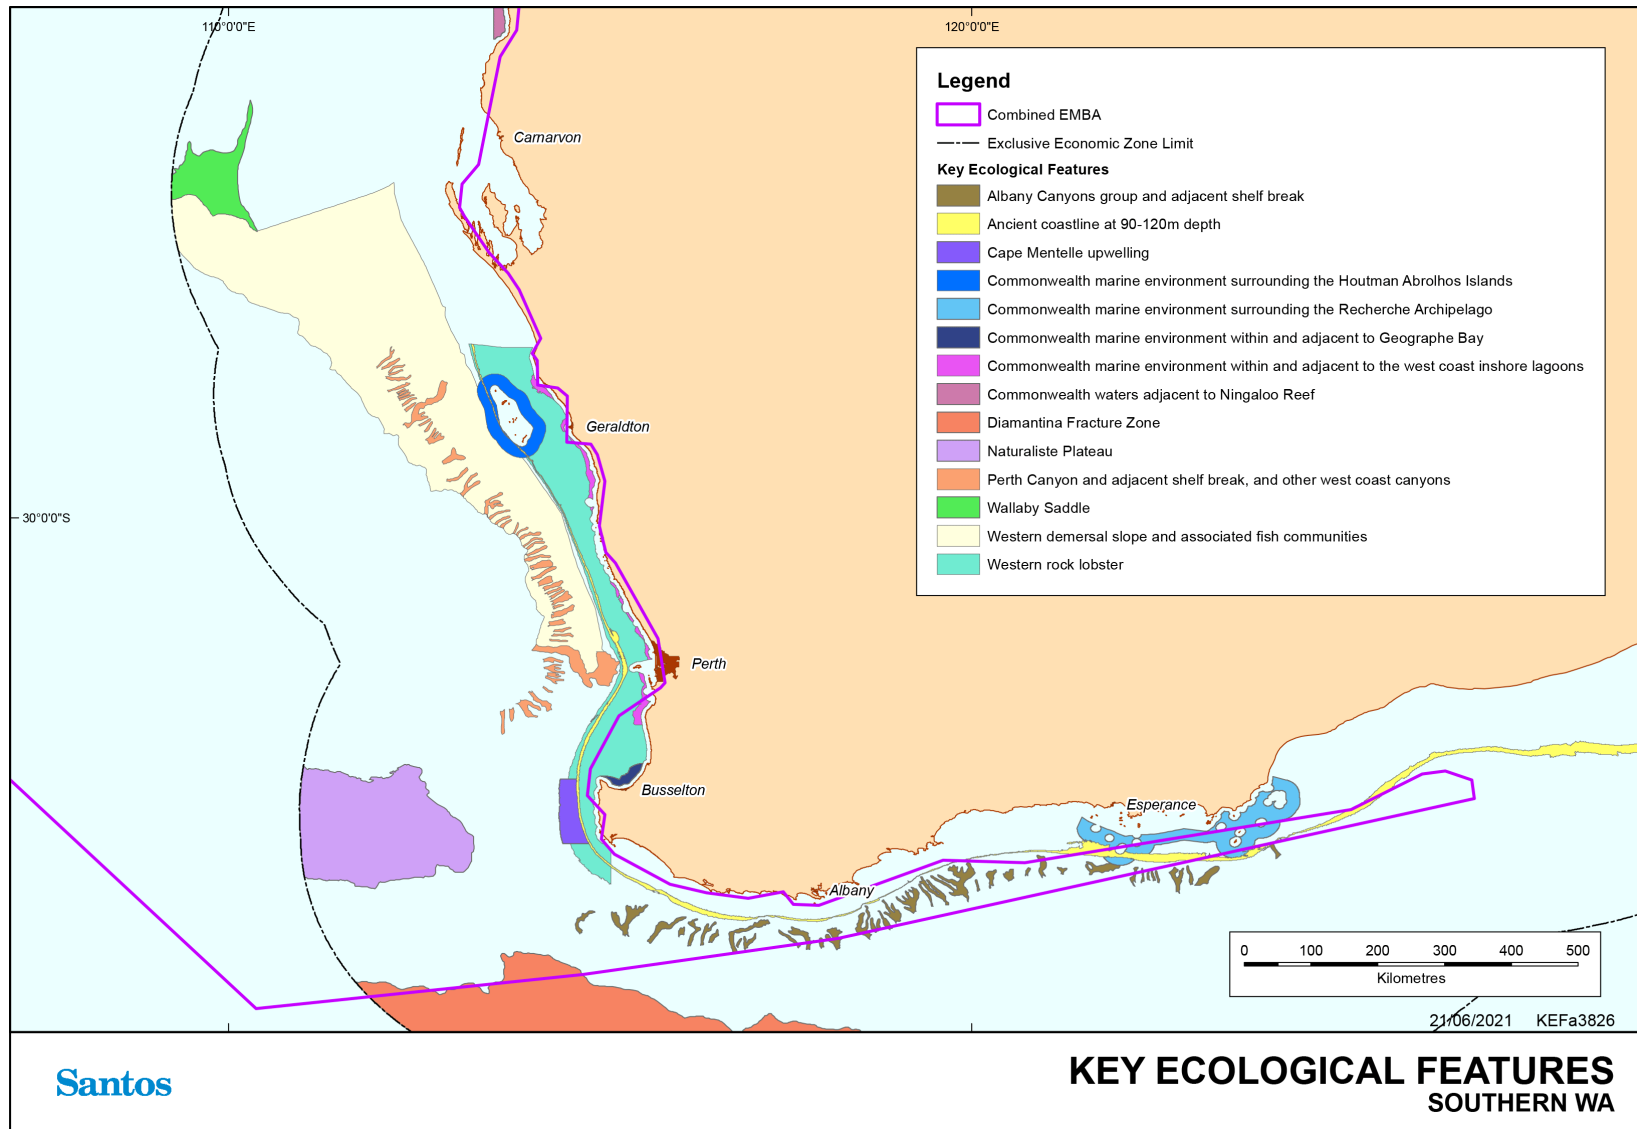 110°0'0"E
120°0'0"E
Legend
Combined EMBA
Exclusive Economic Zone Limit
Key Ecological Features
Albany Canyons group and adjacent shelf break
Ancient coastline at 90-120m depth
Cape Mentelle upwelling
Commonwealth marine environment surrounding the Houtman Abrolhos Islands
Commonwealth marine environment surrounding the Recherche Archipelago
Commonwealth marine environment within and adjacent to Geographe Bay
Commonwealth marine environment within and adjacent to the west coast inshore lagoons
Commonwealth waters adjacent to Ningaloo Reef
Diamantina Fracture Zone
Naturaliste Plateau
Perth Canyon and adjacent shelf break, and other west coast canyons
Wallaby Saddle
Western demersal slope and associated fish communities
Western rock lobster
Carnarvon
Geraldton
30°0'0"S
Perth
Busselton
Esperance
Albany
0 100 200 300 400 500
Kilometres
21/06/2021 KEFa3826
Santos
KEY ECOLOGICAL FEATURES
SOUTHERN WA